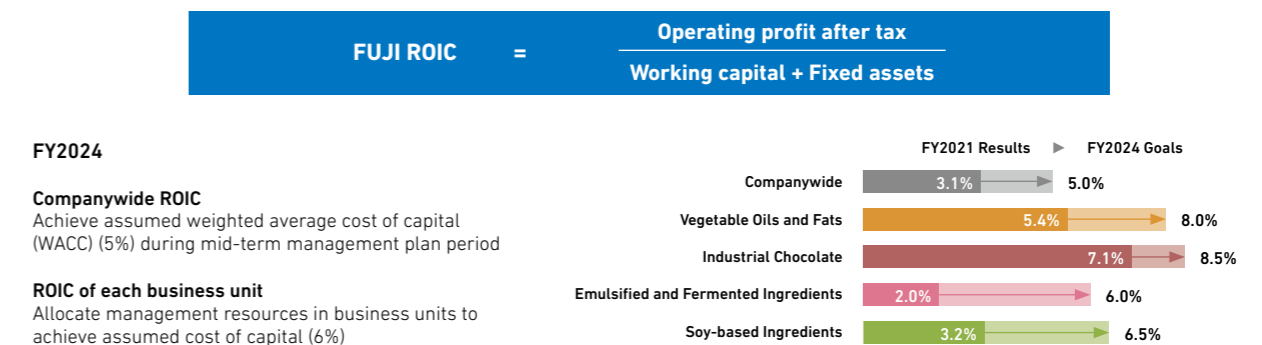 FUJI ROIC = Operating profit after tax
Working capital + Fixed assets
FY2024
Companywide ROIC
Achieve assumed weighted average cost of capital
(WACC) (5%) during mid-term management plan period
ROIC of each business unit
Allocate management resources in business units to
achieve assumed cost of capital (6%)
FY2021 Results ▶ FY2024 Goals
Companywide 3.1% 5.0%
Vegetable Oils and Fats 5.4% 8.0%
Industrial Chocolate 7.1% 8.5%
Emulsified and Fermented Ingredients 2.0% 6.0%
Soy-based Ingredients 3.2% 6.5%